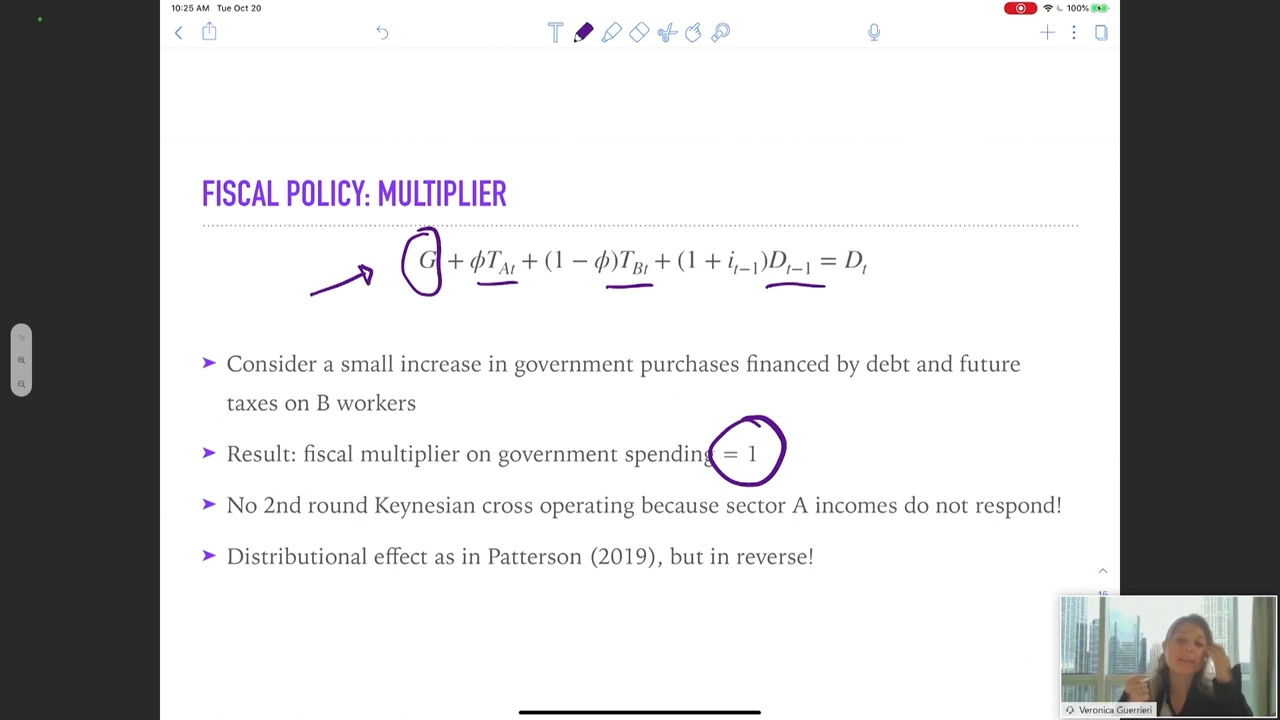 10:25 AM Tue Oct 20
100%
T
FISCAL POLICY: MULTIPLIER
G + ϕT_{At} + (1 − ϕ)T_{Bt} + (1 + i_{t−1})D_{t−1} = D_t
➤ Consider a small increase in government purchases financed by debt and future
taxes on B workers
➤ Result: fiscal multiplier on government spending = 1
➤ No 2nd round Keynesian cross operating because sector A incomes do not respond!
➤ Distributional effect as in Patterson (2019), but in reverse!
Veronica Guerrieri